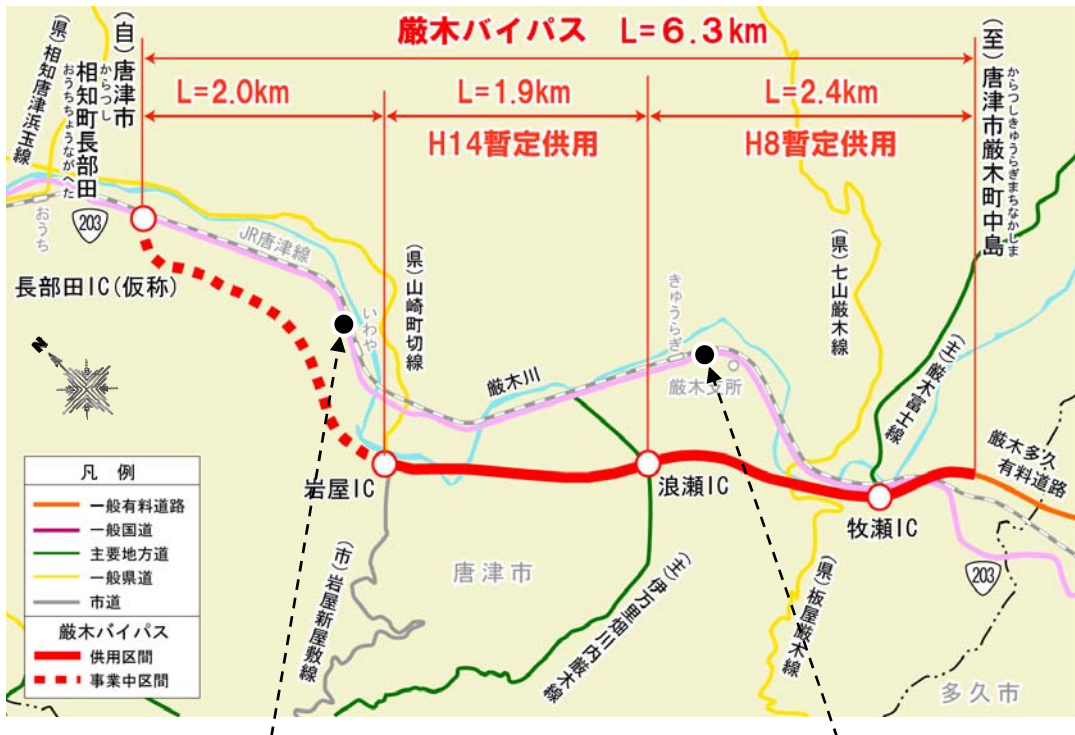 厳木バイパス L=6.3km
L=2.0km
L=1.9km
L=2.4km
H14暫定供用
H8暫定供用
(県)相知唐津浜玉線
(自)唐津市
からつし
相知町長部田
おうちちょうながへた
(至)唐津市厳木町中島
からつしきゅうらぎまちなかしま
おうち
203
JR唐津線
長部田IC(仮称)
いわや
(県)山崎町切線
きゅうらぎ
厳木支所
(県)七山厳木線
(主)厳木富士線
厳木川
厳木多久
有料道路
N
岩屋IC
浪瀬IC
牧瀬IC
203
唐津市
(市)岩屋新屋敷線
(主)伊万里畑川内厳木線
(県)板屋厳木線
多久市
凡例
一般有料道路
一般国道
主要地方道
一般県道
市道
厳木バイパス
供用区間
事業中区間